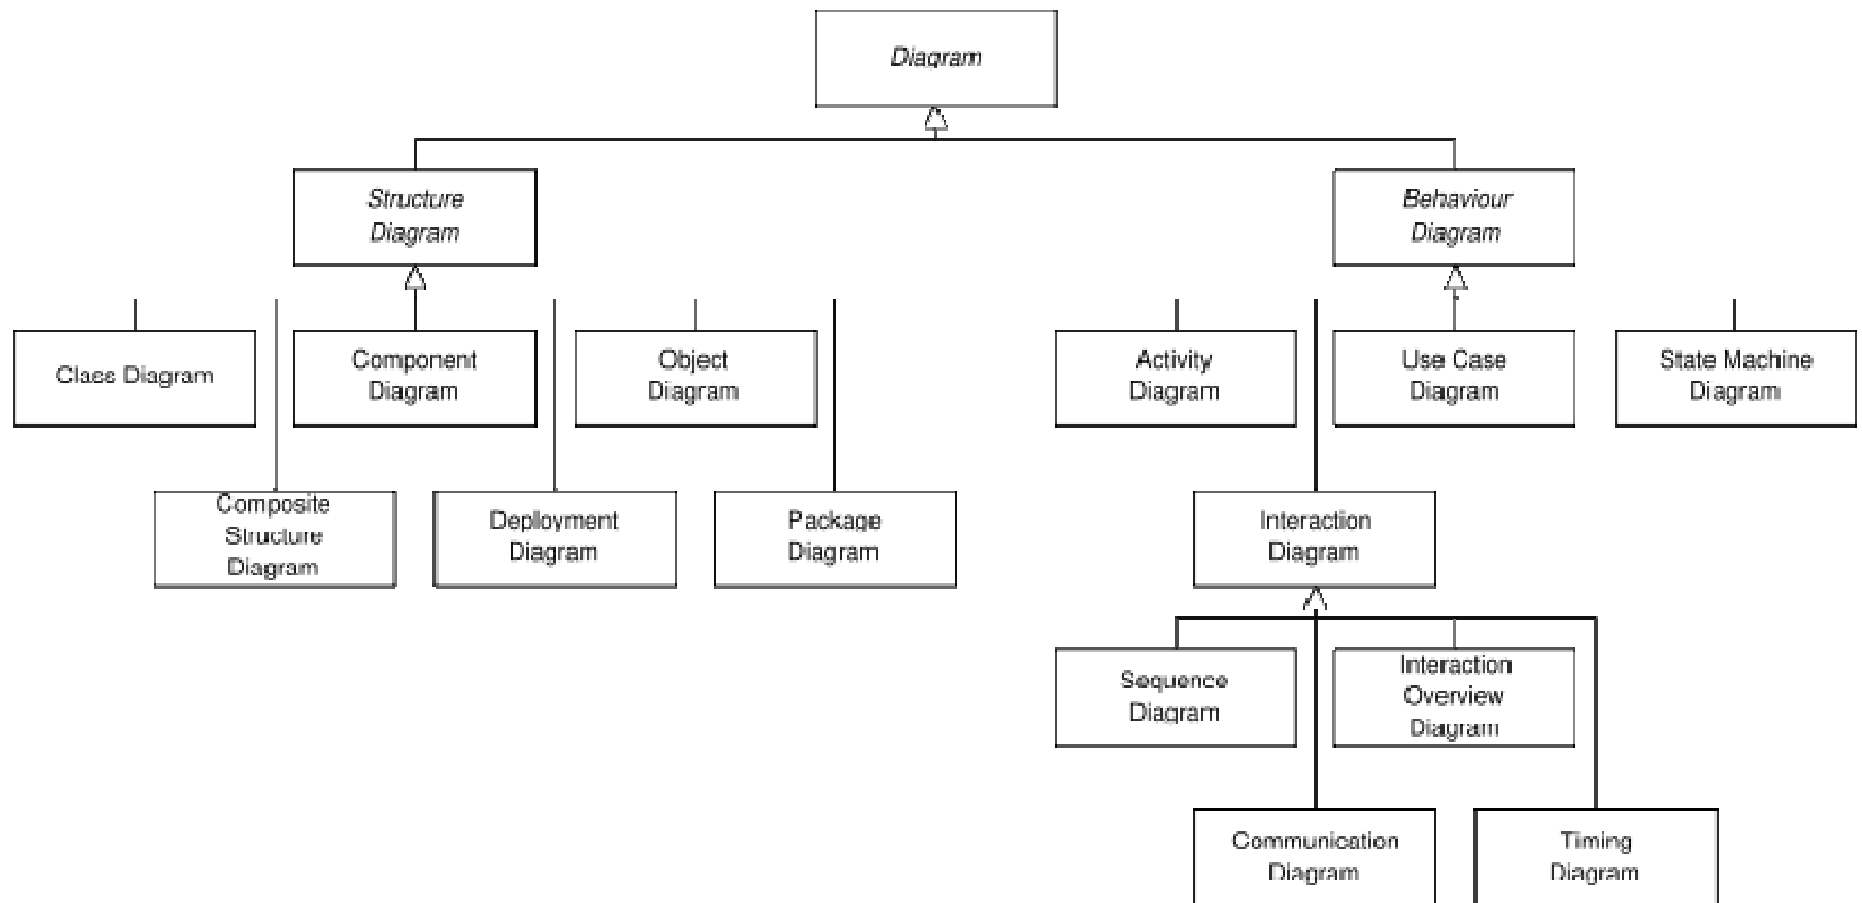 Diagram
Structure
Diagram
Behaviour
Diagram
Class Diagram
Component
Diagram
Object
Diagram
Activity
Diagram
Use Case
Diagram
State Machine
Diagram
Composite
Structure
Diagram
Deployment
Diagram
Package
Diagram
Interaction
Diagram
Sequence
Diagram
Interaction
Overview
Diagram
Communication
Diagram
Timing
Diagram